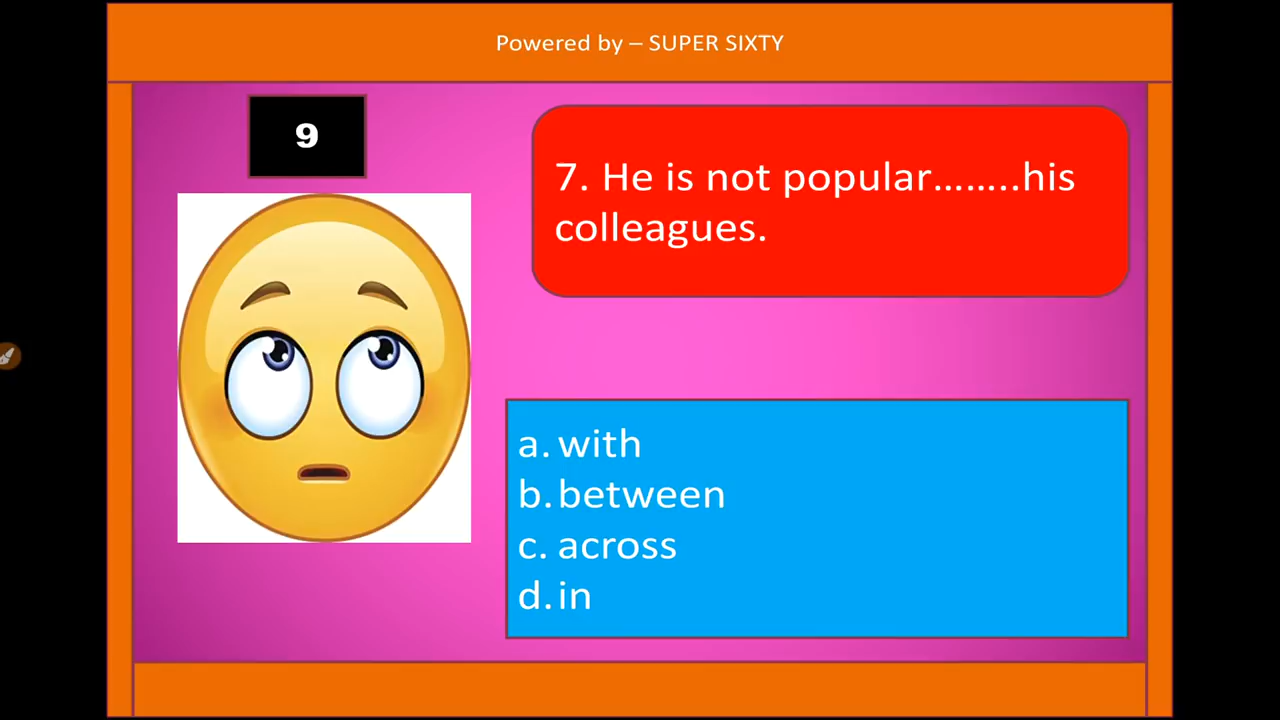 Powered by – SUPER SIXTY
9
7. He is not popular……..his
colleagues.
a. with
b. between
c. across
d. in